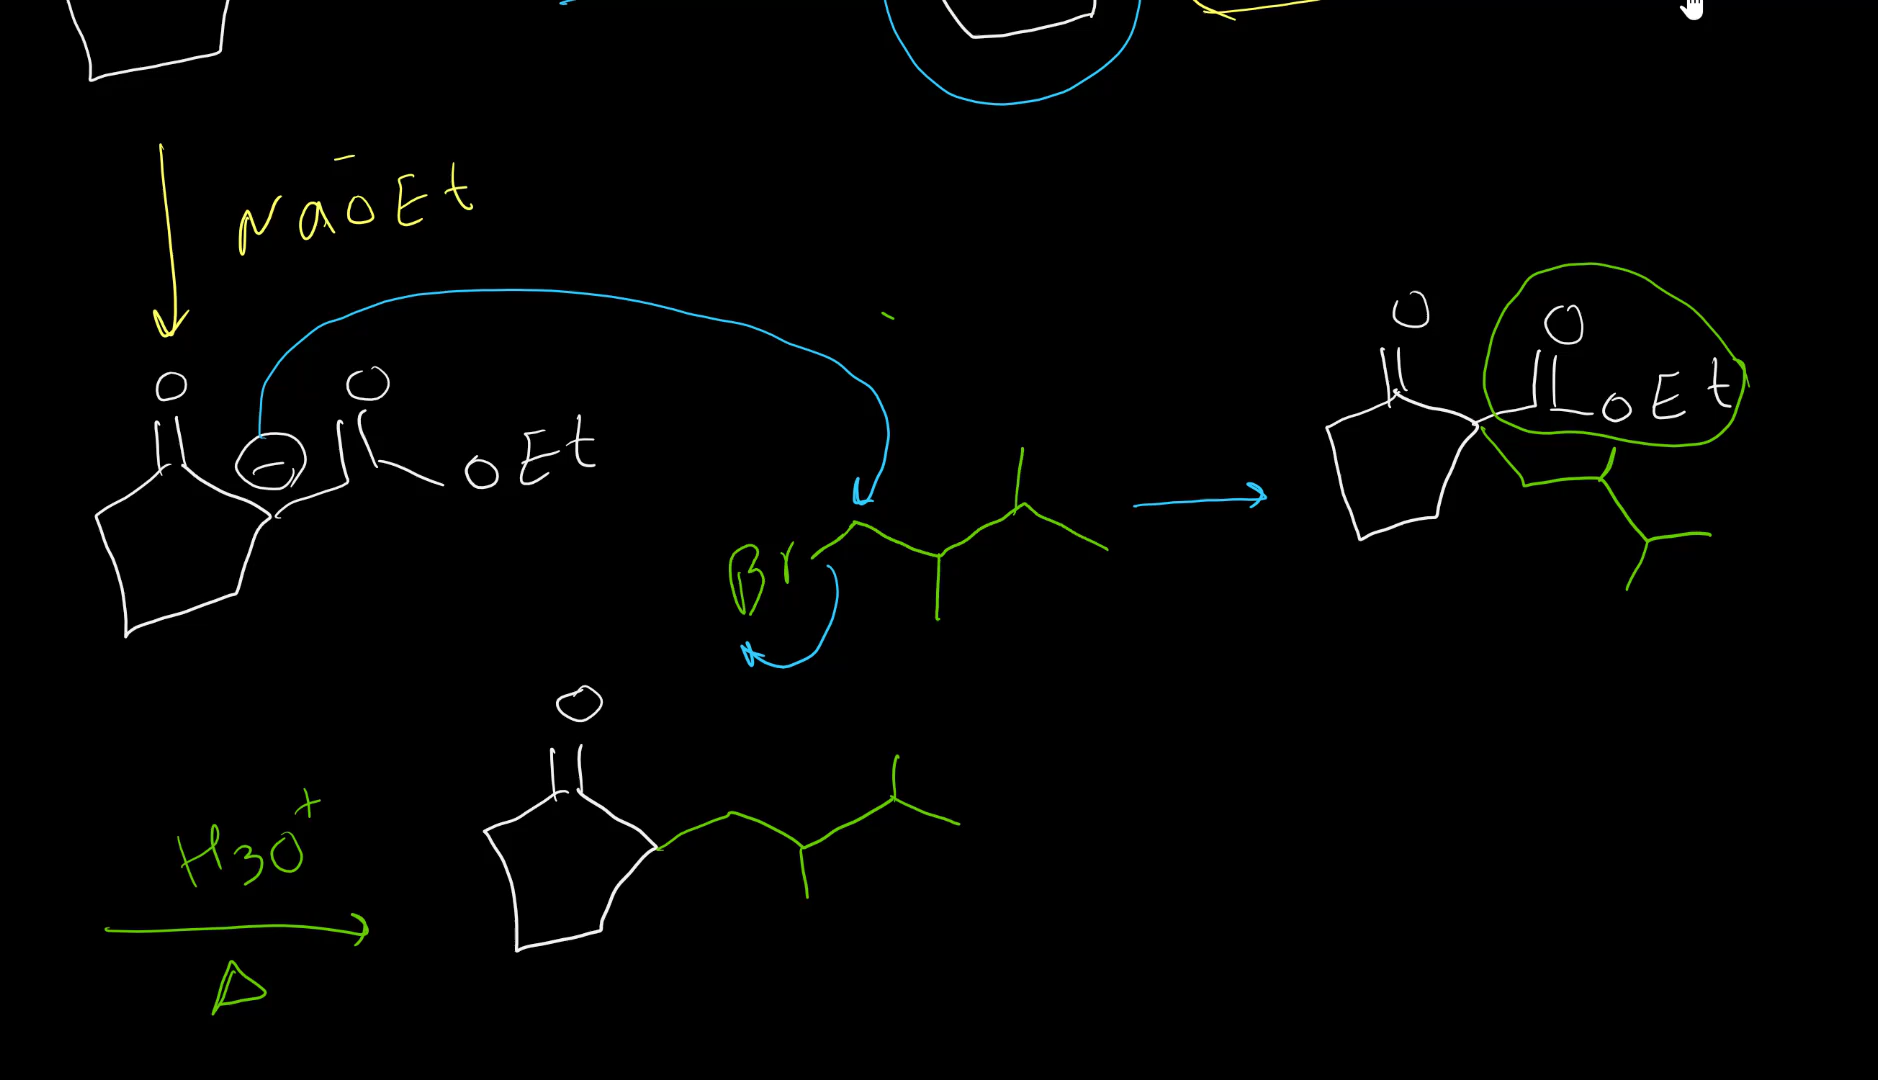 NaOEt
O O
O O
OEt
OEt
Br
O
H3O+
Δ